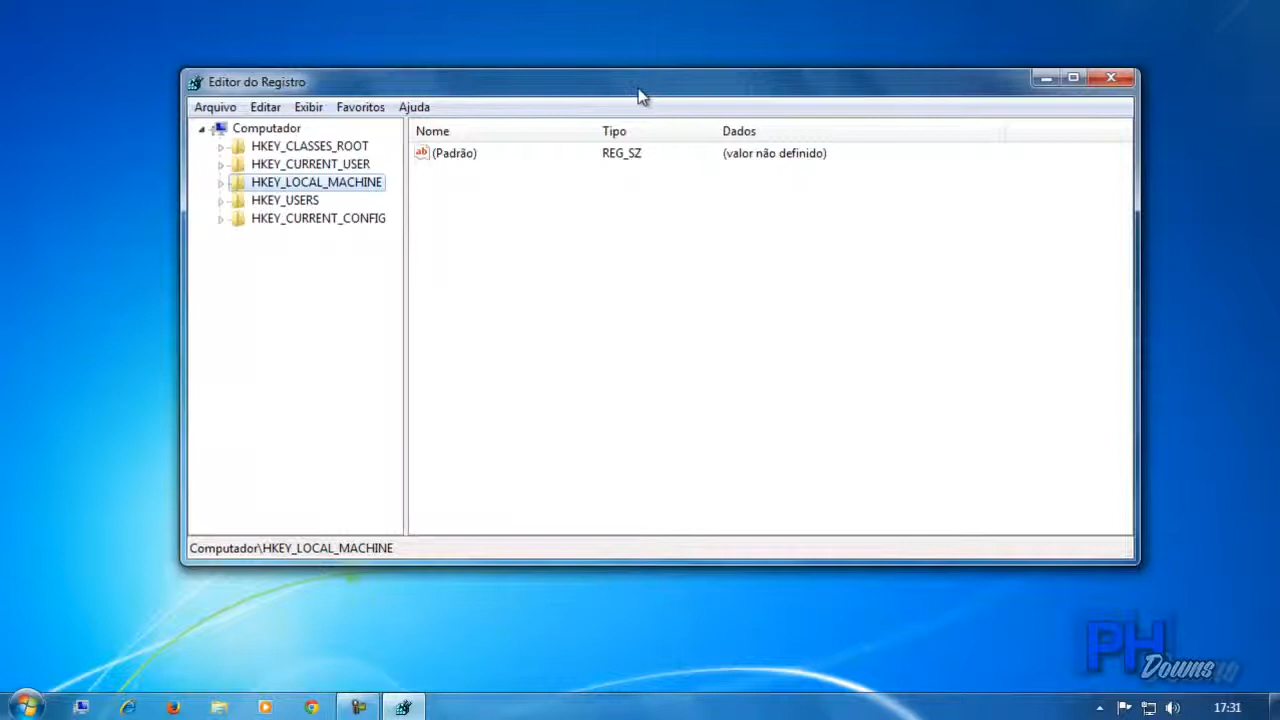 Editor do Registro
Arquivo Editar Exibir Favoritos Ajuda
Computador
HKEY_CLASSES_ROOT
HKEY_CURRENT_USER
HKEY_LOCAL_MACHINE
HKEY_USERS
HKEY_CURRENT_CONFIG
Nome Tipo Dados
ab (Padrão) REG_SZ (valor não definido)
Computador\HKEY_LOCAL_MACHINE
PH
Downs
17:31